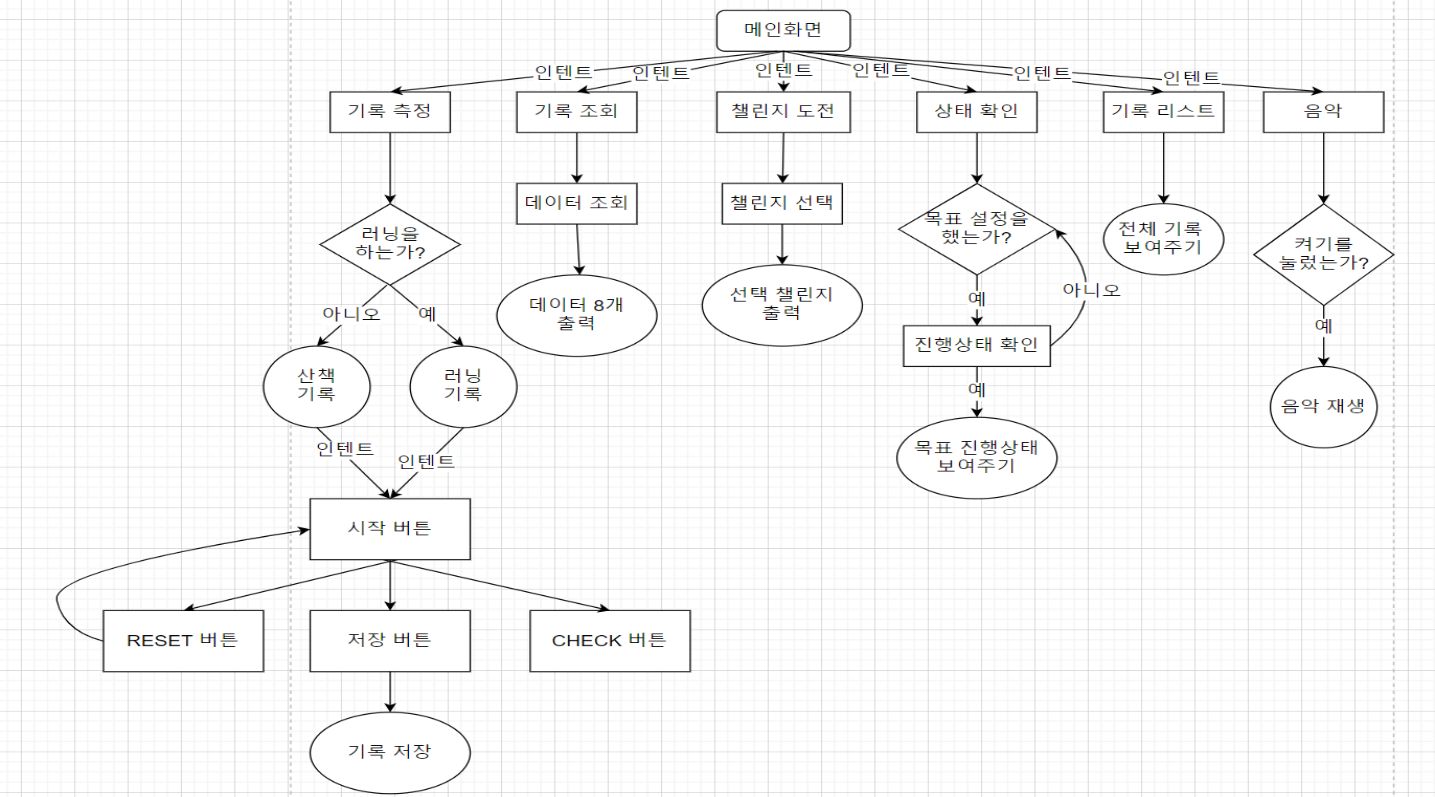 메인화면
인텐트
인텐트
인텐트
인텐트
인텐트
인텐트
기록 측정
기록 조회
챌린지 도전
상태 확인
기록 리스트
음악
데이터 조회
챌린지 선택
러닝을
하는가?
목표 설정을
했는가?
전체 기록
보여주기
켜기를
눌렀는가?
아니오
예
데이터 8개
출력
선택 챌린지
출력
예
아니오
예
진행상태 확인
산책
기록
러닝
기록
예
음악 재생
인텐트
인텐트
목표 진행상태
보여주기
시작 버튼
RESET 버튼
저장 버튼
CHECK 버튼
기록 저장